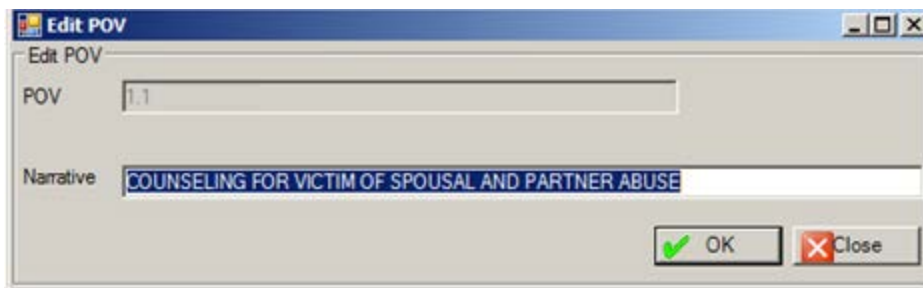 Edit POV
Edit POV
POV 1.1
Narrative COUNSELING FOR VICTIM OF SPOUSAL AND PARTNER ABUSE
OK Close